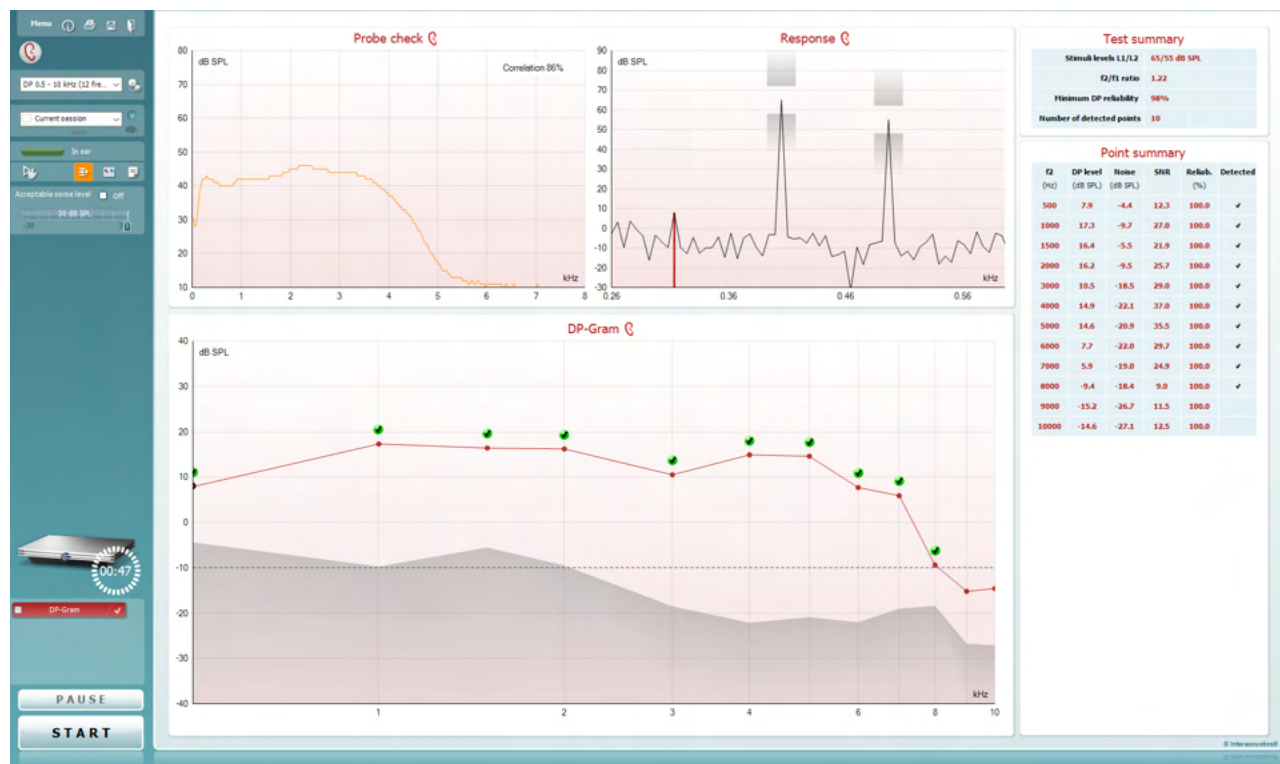 Menu
DP 0.5 - 10 kHz (12 fre...
Current session
In ear
Acceptable noise level Off
30 dB SPL
PAUSE
START
00:47
DP-Gram
Probe check
dB SPL
Correlation 86%
80
70
60
50
40
30
20
10
0 1 2 3 4 5 6 7 8
kHz
Response
dB SPL
90
80
70
60
50
40
30
20
10
0
-10
-20
-30
0.26 0.36 0.46 0.56
kHz
DP-Gram
dB SPL
40
30
20
10
0
-10
-20
-30
-40
1 2 3 4 6 8 10
kHz
Test summary
Stimuli levels L1/L2 65/55 dB SPL
f2/f1 ratio 1.22
Minimum DP reliability 98%
Number of detected points 10
Point summary
f2 DP level Noise SNR Reliab. Detected
(Hz) (dB SPL) (dB SPL) (%)
500 7.9 -4.4 12.3 100.0 ✔
1000 17.3 -9.7 27.0 100.0 ✔
1500 16.4 -5.5 21.9 100.0 ✔
2000 16.2 -9.5 25.7 100.0 ✔
3000 10.5 -18.5 29.0 100.0 ✔
4000 14.9 -22.1 37.0 100.0 ✔
5000 14.6 -20.9 35.5 100.0 ✔
6000 7.7 -22.0 29.7 100.0 ✔
7000 5.9 -19.0 24.9 100.0 ✔
8000 -9.4 -18.4 9.0 100.0 ✔
9000 -15.2 -26.7 11.5 100.0
10000 -14.6 -27.1 12.5 100.0
© Interacoustics®